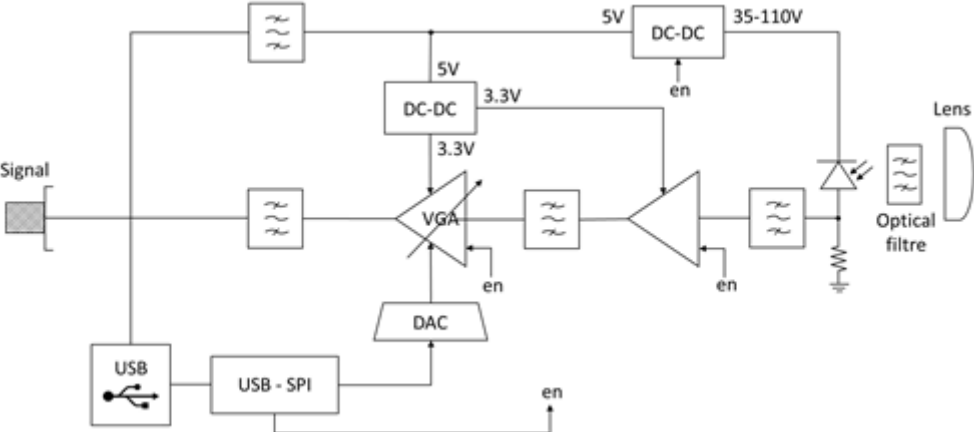 5V
35-110V
DC-DC
en
5V
DC-DC
3.3V
3.3V
Lens
Signal
VGA
Optical
filtre
en
en
DAC
USB
USB - SPI
en